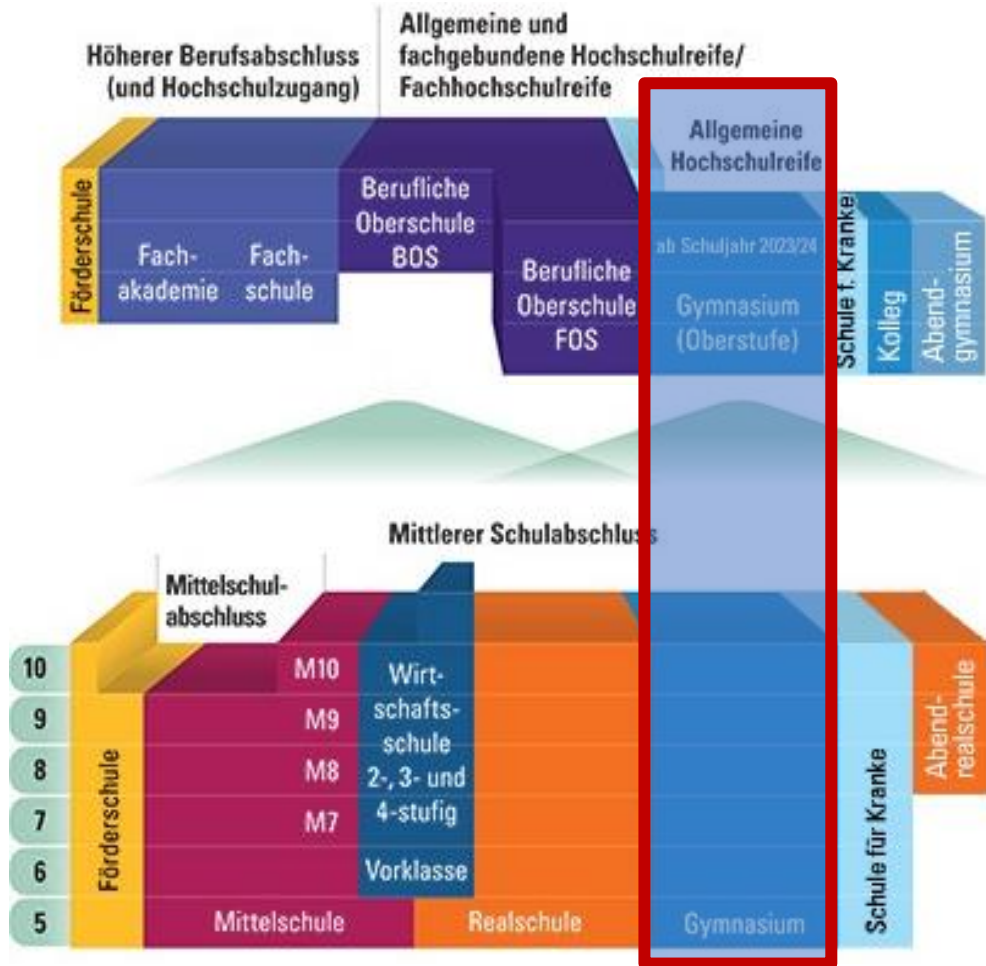 Höherer Berufsabschluss
(und Hochschulzugang)
Allgemeine und
fachgebundene Hochschulreife/
Fachhochschulreife
Allgemeine
Hochschulreife
Förderschule
Fach-
akademie
Fach-
schule
Berufliche
Oberschule
BOS
Berufliche
Oberschule
FOS
ab Schuljahr 2023/24
Gymnasium
(Oberstufe)
Schule f. Kranke
Kolleg
Abend-
gymnasium
Mittlerer Schulabschluss
Mittelschul-
abschluss
10
9
8
7
6
5
Förderschule
M10
M9
M8
M7
Mittelschule
Wirt-
schafts-
schule
2-, 3- und
4-stufig
Vorklasse
Realschule
Gymnasium
Schule für Kranke
Abend-
realschule